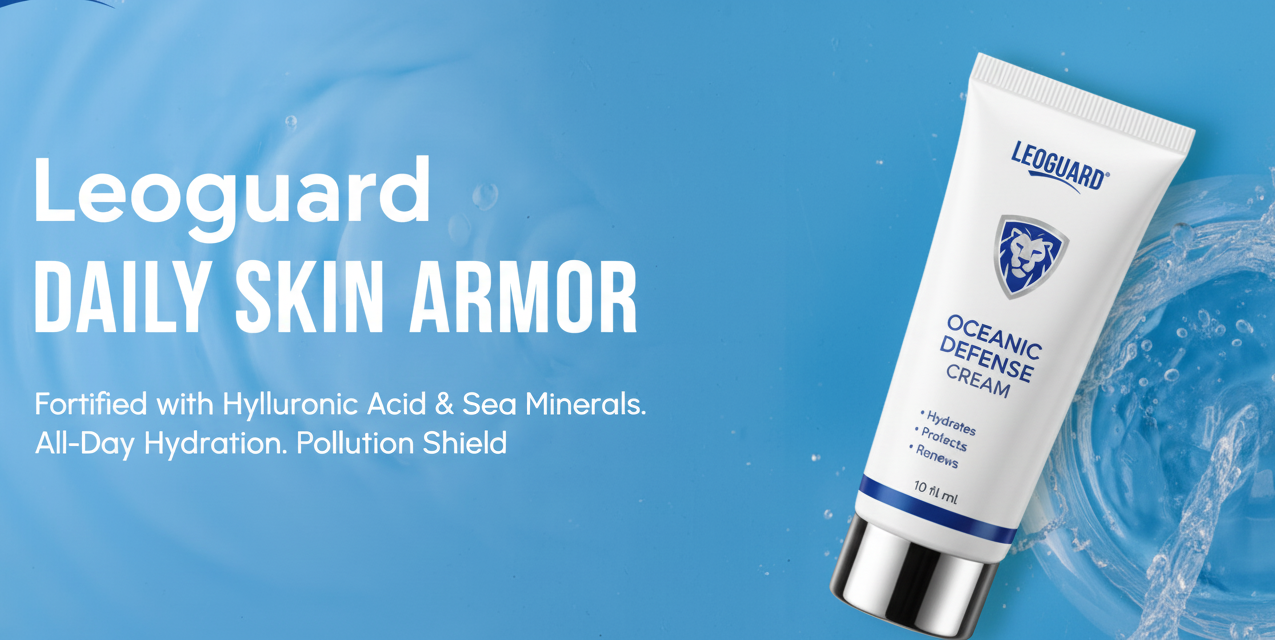 Leoguard
DAILY SKIN ARMOR
Fortified with Hylluronic Acid & Sea Minerals.
All-Day Hydration. Pollution Shield
LEOGUARD®
OCEANIC
DEFENSE
CREAM
• Hydrates
• Protects
• Renews
10 ml